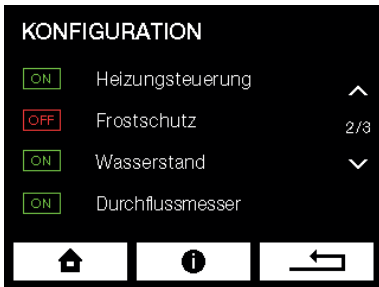 KONFIGURATION
ON Heizungsteuerung
OFF Frostschutz
2/3
ON Wasserstand
ON Durchflussmesser